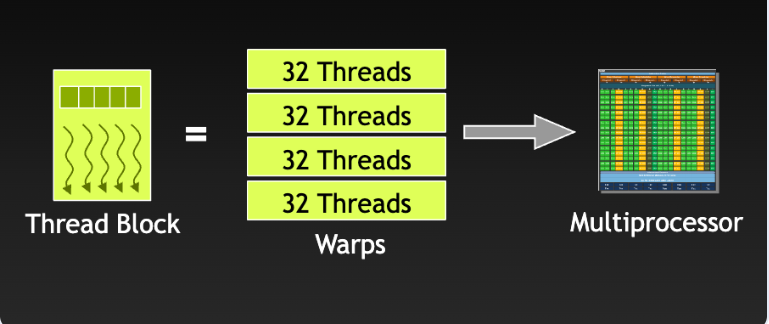 32 Threads
32 Threads
32 Threads
32 Threads
=
Thread Block
Warps
Multiprocessor